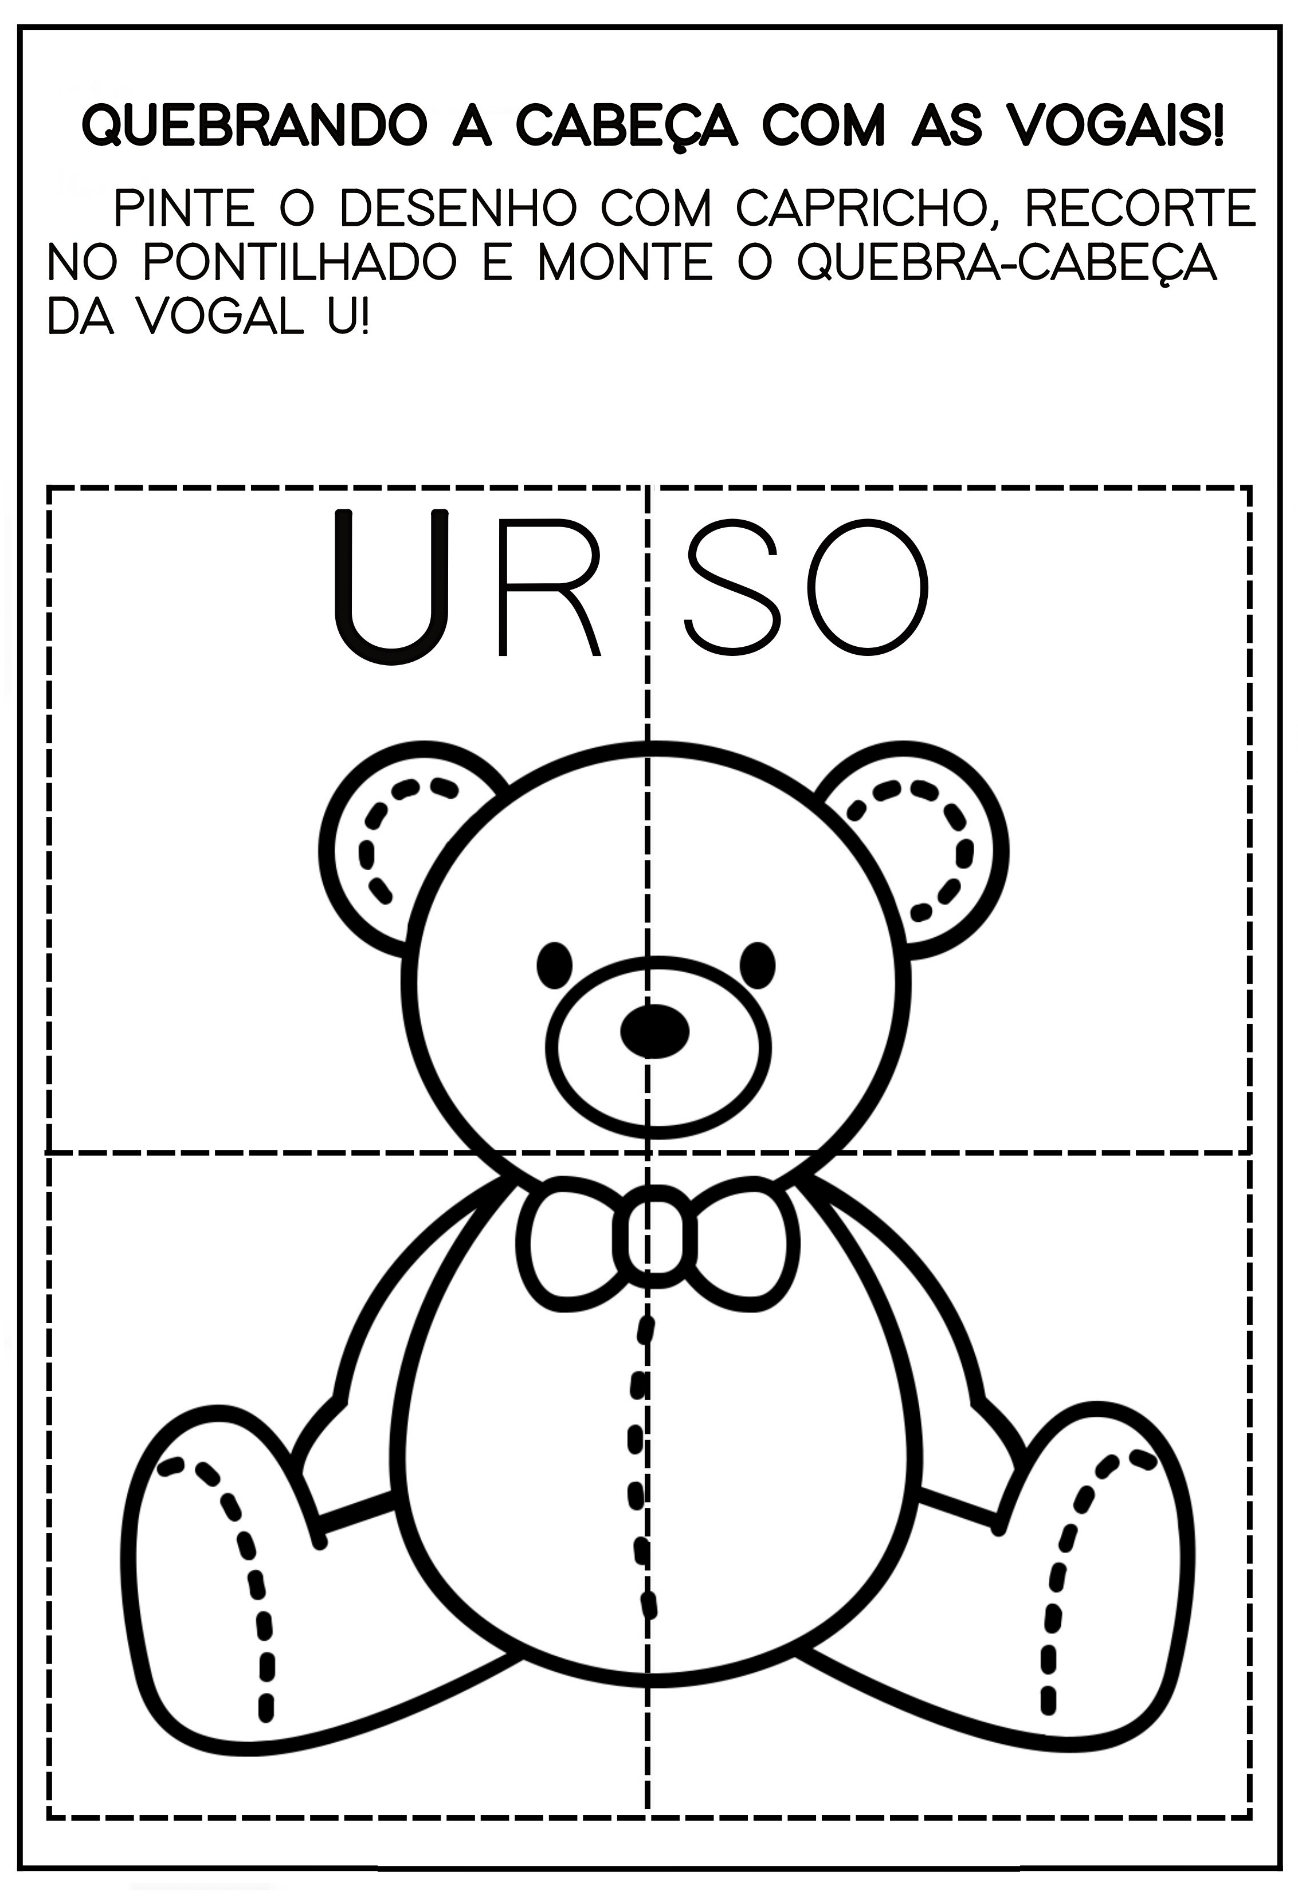 QUEBRANDO A CABEÇA COM AS VOGAIS!
PINTE O DESENHO COM CAPRICHO, RECORTE
NO PONTILHADO E MONTE O QUEBRA-CABEÇA
DA VOGAL U!
URSO